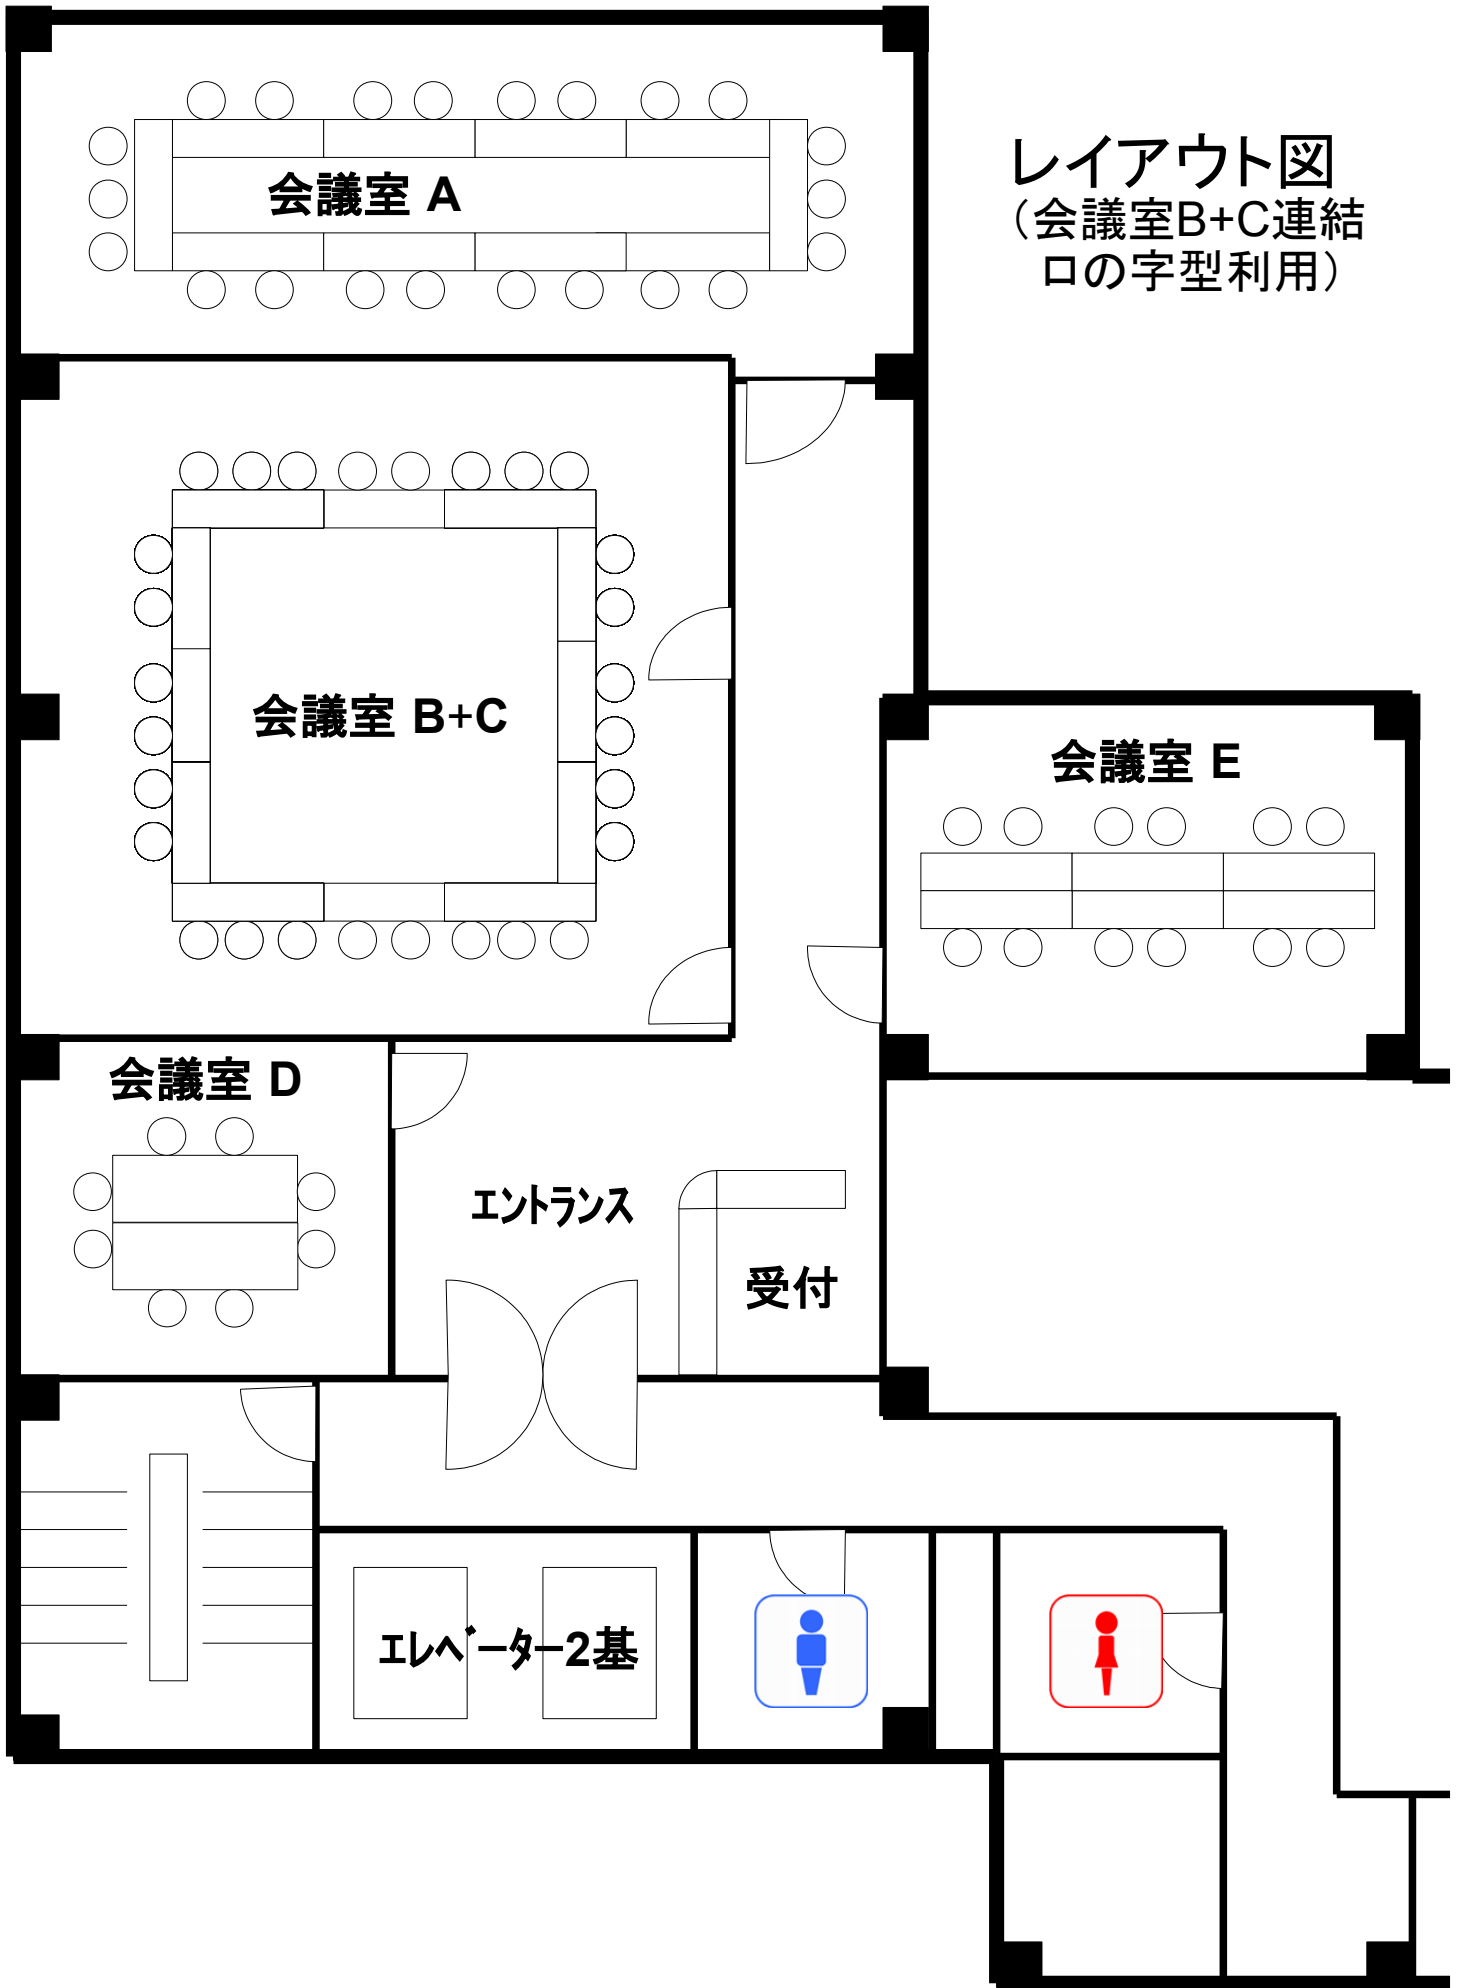 レイアウト図
（会議室B+C連結
ロの字型利用）
会議室 A
会議室 B+C
会議室 E
会議室 D
エントランス
受付
エレベーター2基